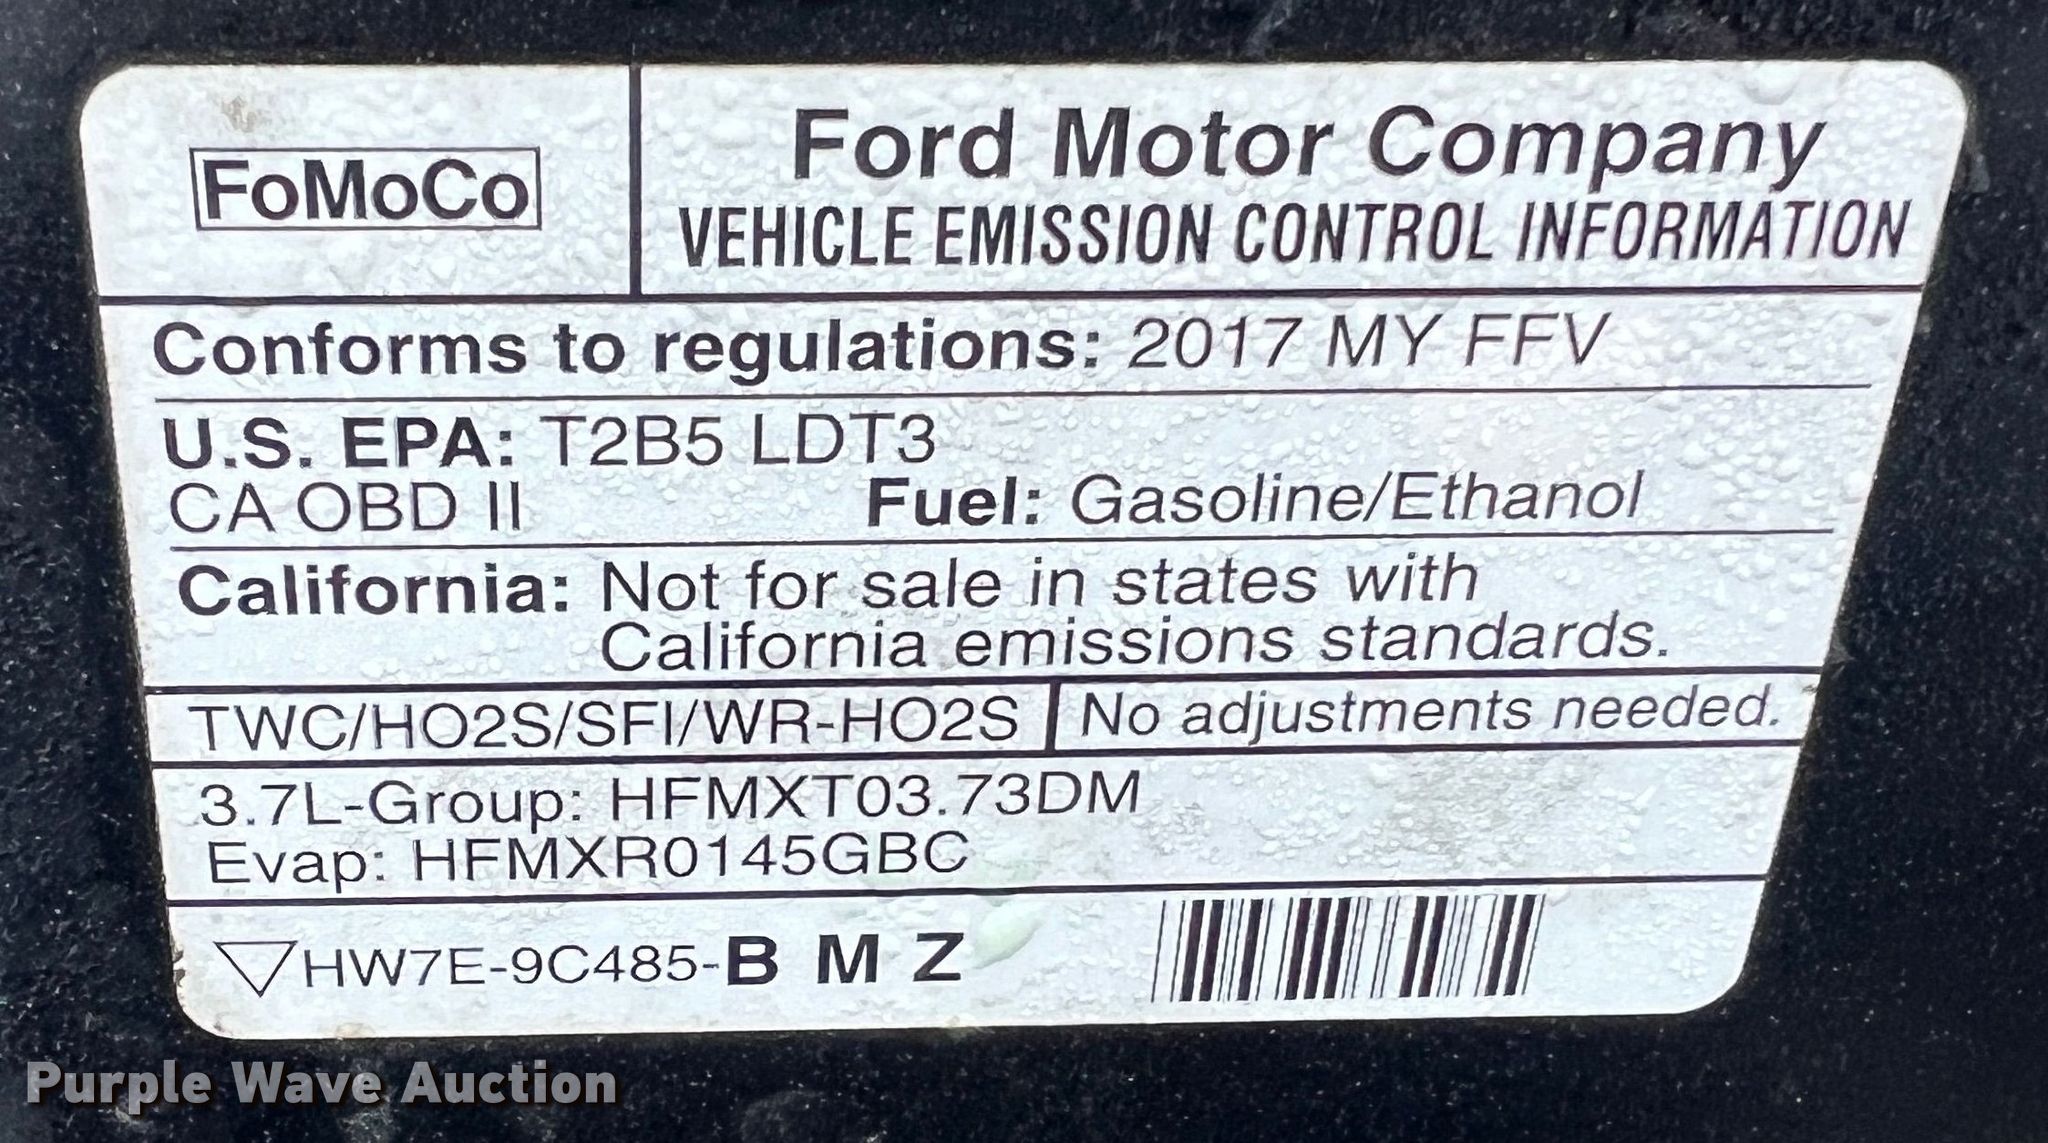 FoMoCo
Ford Motor Company
VEHICLE EMISSION CONTROL INFORMATION
Conforms to regulations: 2017 MY FFV
U.S. EPA: T2B5 LDT3
CA OBD II Fuel: Gasoline/Ethanol
California: Not for sale in states with
California emissions standards.
TWC/HO2S/SFI/WR-HO2S No adjustments needed.
3.7L-Group: HFMXT03.73DM
Evap: HFMXR0145GBC
HW7E-9C485-B M Z
Purple Wave Auction